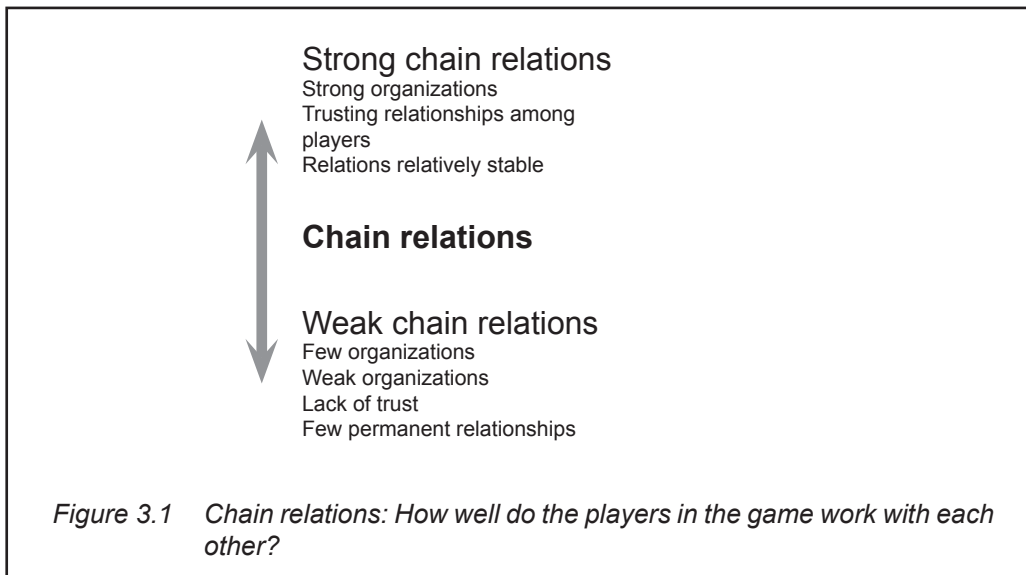 Strong chain relations
Strong organizations
Trusting relationships among
players
Relations relatively stable
Chain relations
Weak chain relations
Few organizations
Weak organizations
Lack of trust
Few permanent relationships
Figure 3.1 Chain relations: How well do the players in the game work with each
other?